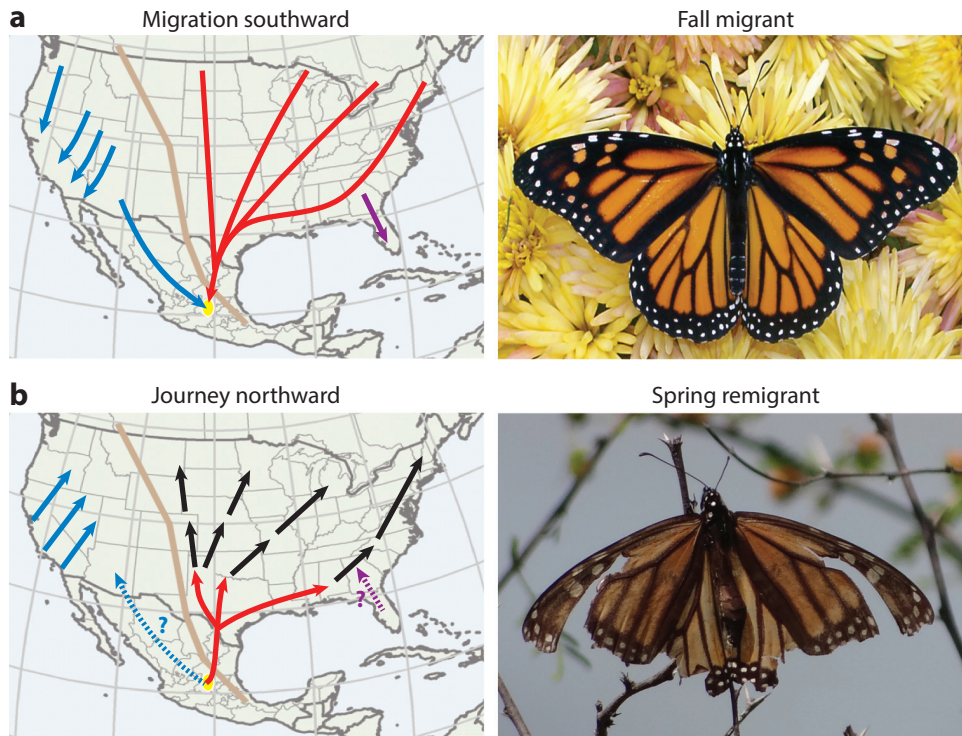 a
Migration southward
Fall migrant
b
Journey northward
Spring remigrant
?
?